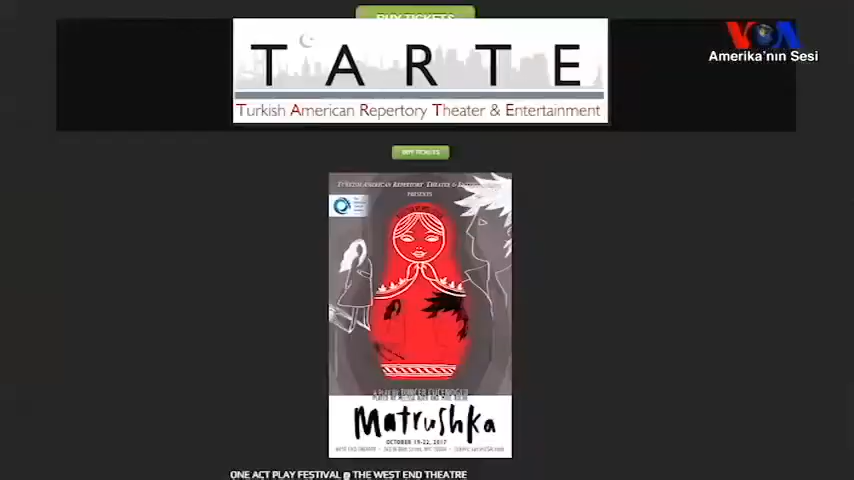 BUY TICKETS
VOA
Amerika'nın Sesi
TARTE
Turkish American Repertory Theater & Entertainment
BUY TICKETS
PRESENTS
Matrushka
OCTOBER 19-22, 2017
ONE ACT PLAY FESTIVAL @ THE WEST END THEATRE